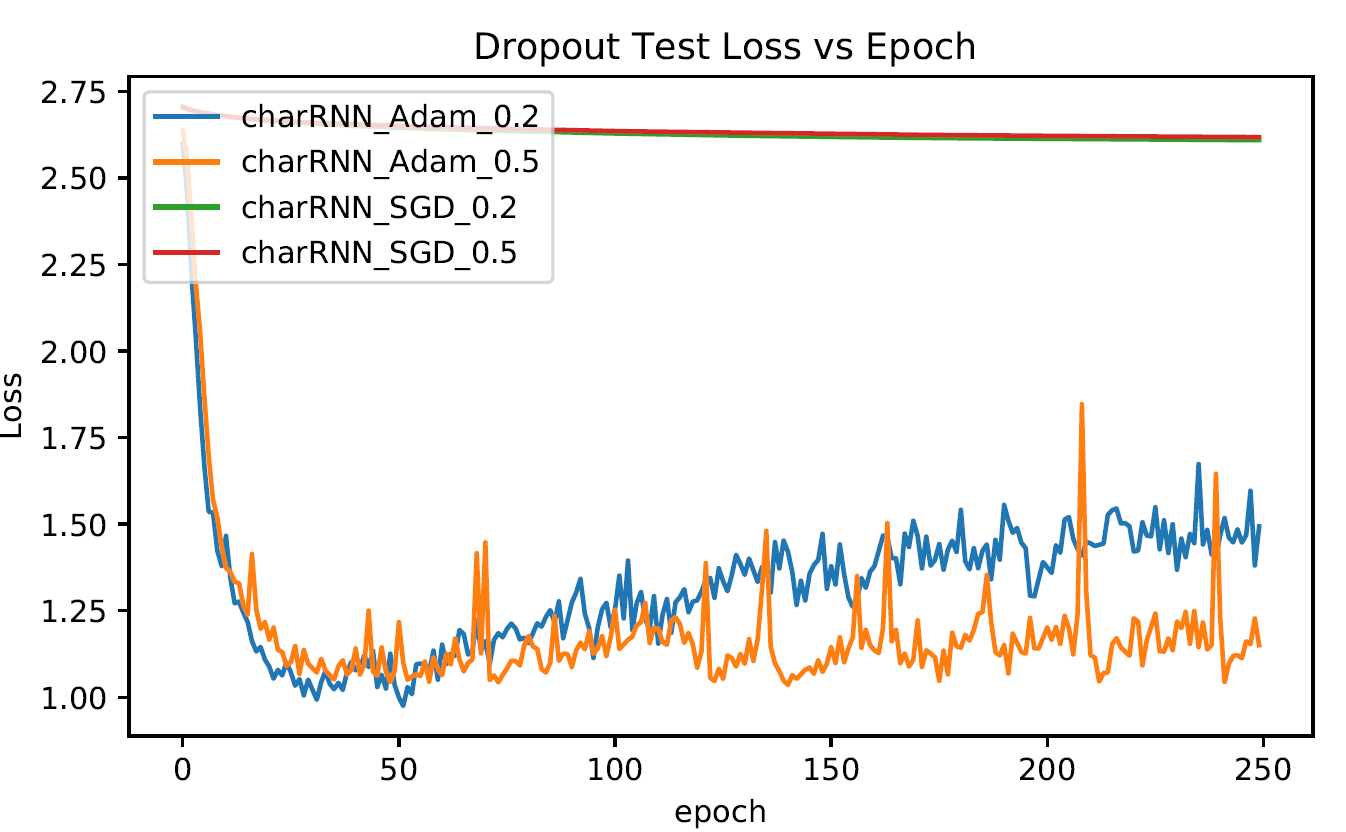 Dropout Test Loss vs Epoch
2.75
2.50
2.25
2.00
1.75
1.50
1.25
1.00
Loss
charRNN_Adam_0.2
charRNN_Adam_0.5
charRNN_SGD_0.2
charRNN_SGD_0.5
0 50 100 150 200 250
epoch